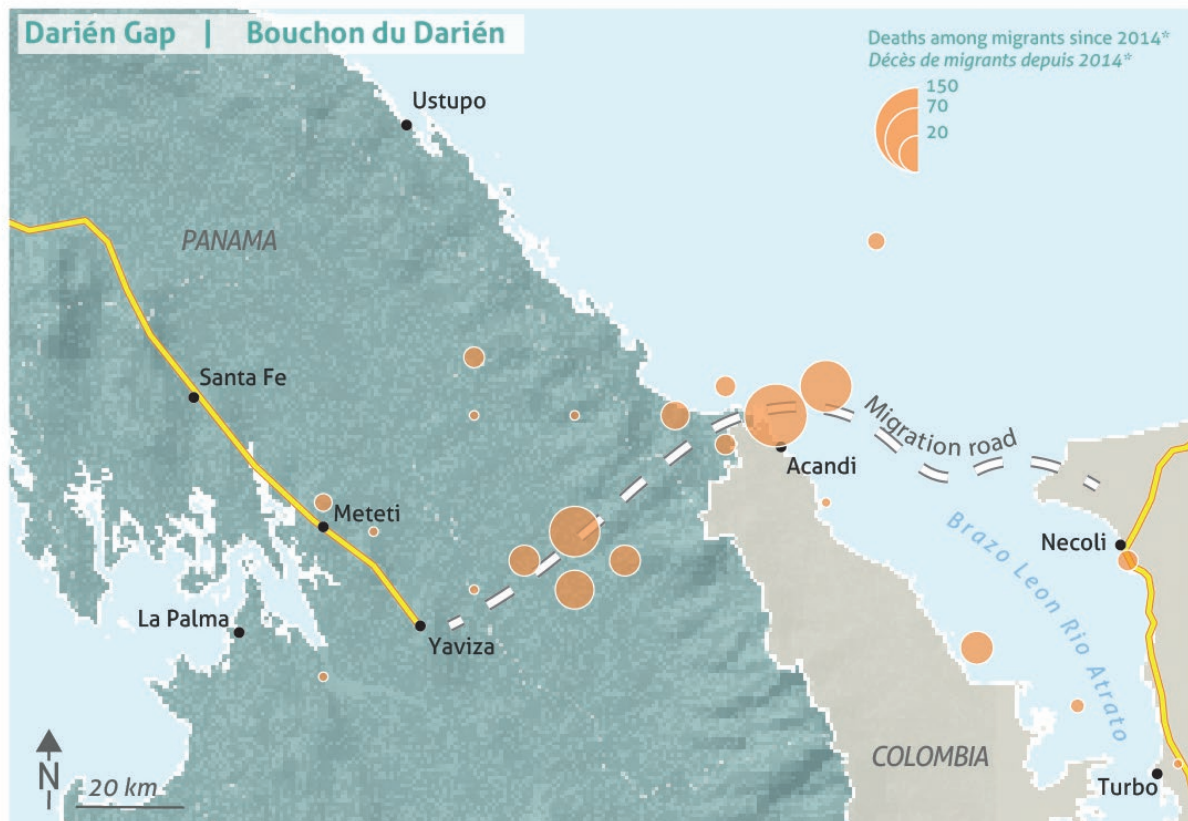 Darién Gap | Bouchon du Darién
Deaths among migrants since 2014*
Décès de migrants depuis 2014*
150
70
20
Ustupo
PANAMA
Santa Fe
Migration road
Acandi
Meteti
Necoli
Brazo Leon Rio Atrato
La Palma
Yaviza
COLOMBIA
N
20 km
Turbo